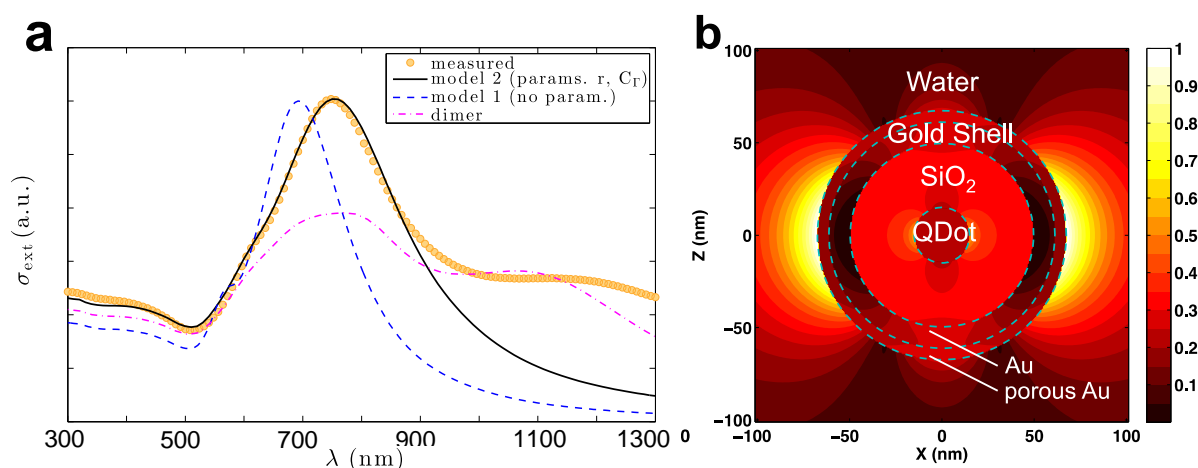 a
measured
model 2 (params. r, C_Γ)
model 1 (no param.)
dimer
σ_ext (a.u.)
300 500 700 900 1100 1300
λ (nm)
b
Water
Gold Shell
SiO₂
QDot
Au
porous Au
100
50
0
−50
−100
Z (nm)
0
−100 −50 0 50 100
X (nm)
1
0.9
0.8
0.7
0.6
0.5
0.4
0.3
0.2
0.1